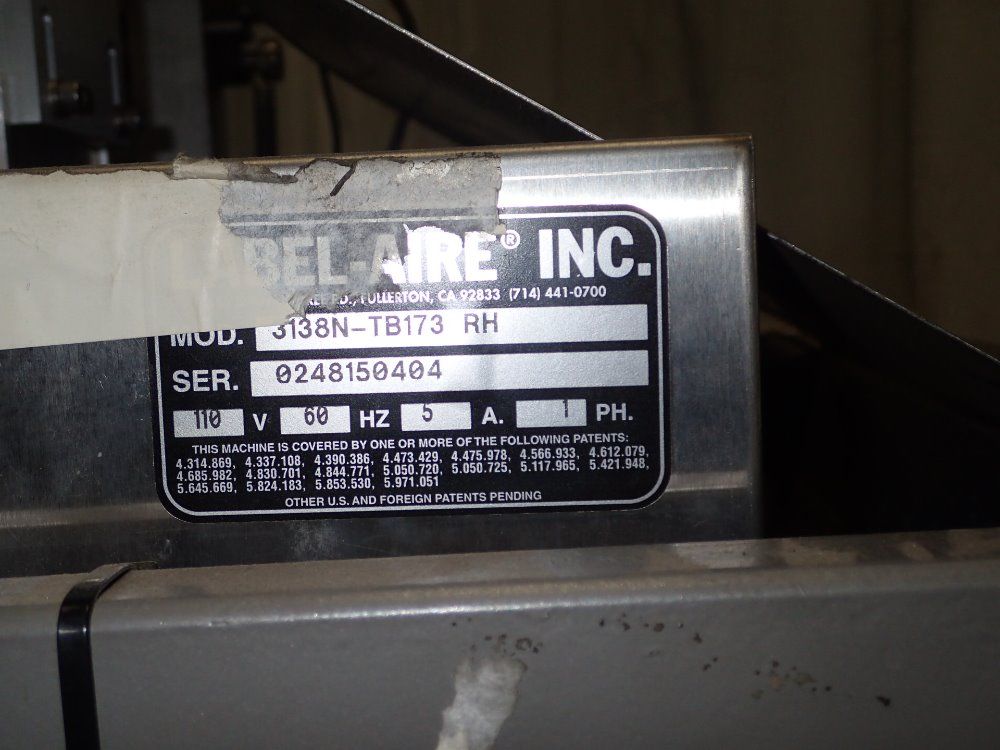 BEL-AIRE® INC.
FULLERTON, CA 92833 (714) 441-0700
MOD. 3138N-TB173 RH
SER. 0248150404
110 V 60 HZ 5 A. 1 PH.
THIS MACHINE IS COVERED BY ONE OR MORE OF THE FOLLOWING PATENTS:
4.314.869, 4.337.108, 4.390.386, 4.473.429, 4.475.978, 4.566.933, 4.612.079,
4.685.982, 4.830.701, 4.844.771, 5.050.720, 5.050.725, 5.117.965, 5.421.948,
5.645.669, 5.824.183, 5.853.530, 5.971.051
OTHER U.S. AND FOREIGN PATENTS PENDING